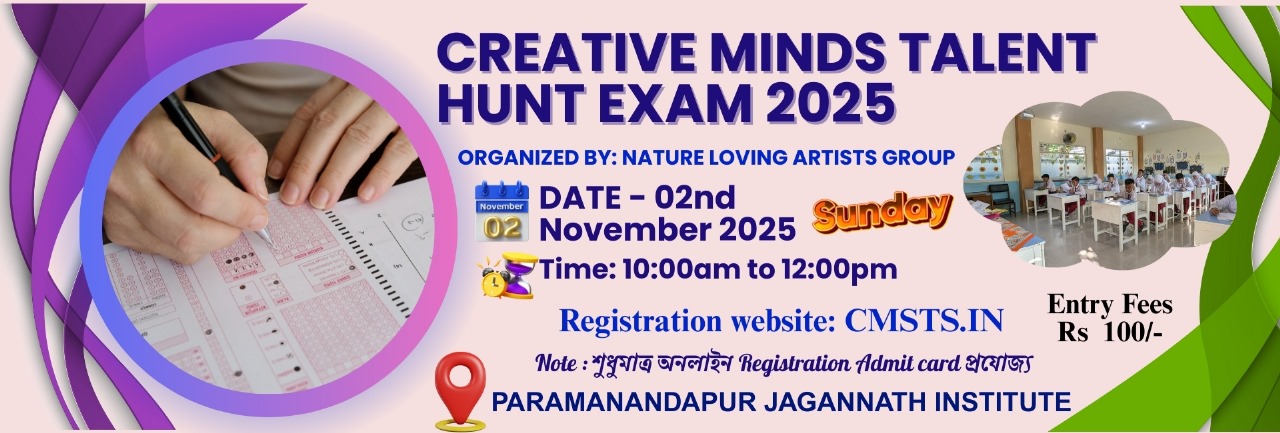 CREATIVE MINDS TALENT
HUNT EXAM 2025
ORGANIZED BY: NATURE LOVING ARTISTS GROUP
November
02
DATE - 02nd
November 2025
Sunday
Time: 10:00am to 12:00pm
Registration website: CMSTS.IN
Entry Fees
Rs 100/-
Note : শুধুমাত্র অনলাইন Registration Admit card প্রযোজ্য
PARAMANANDAPUR JAGANNATH INSTITUTE